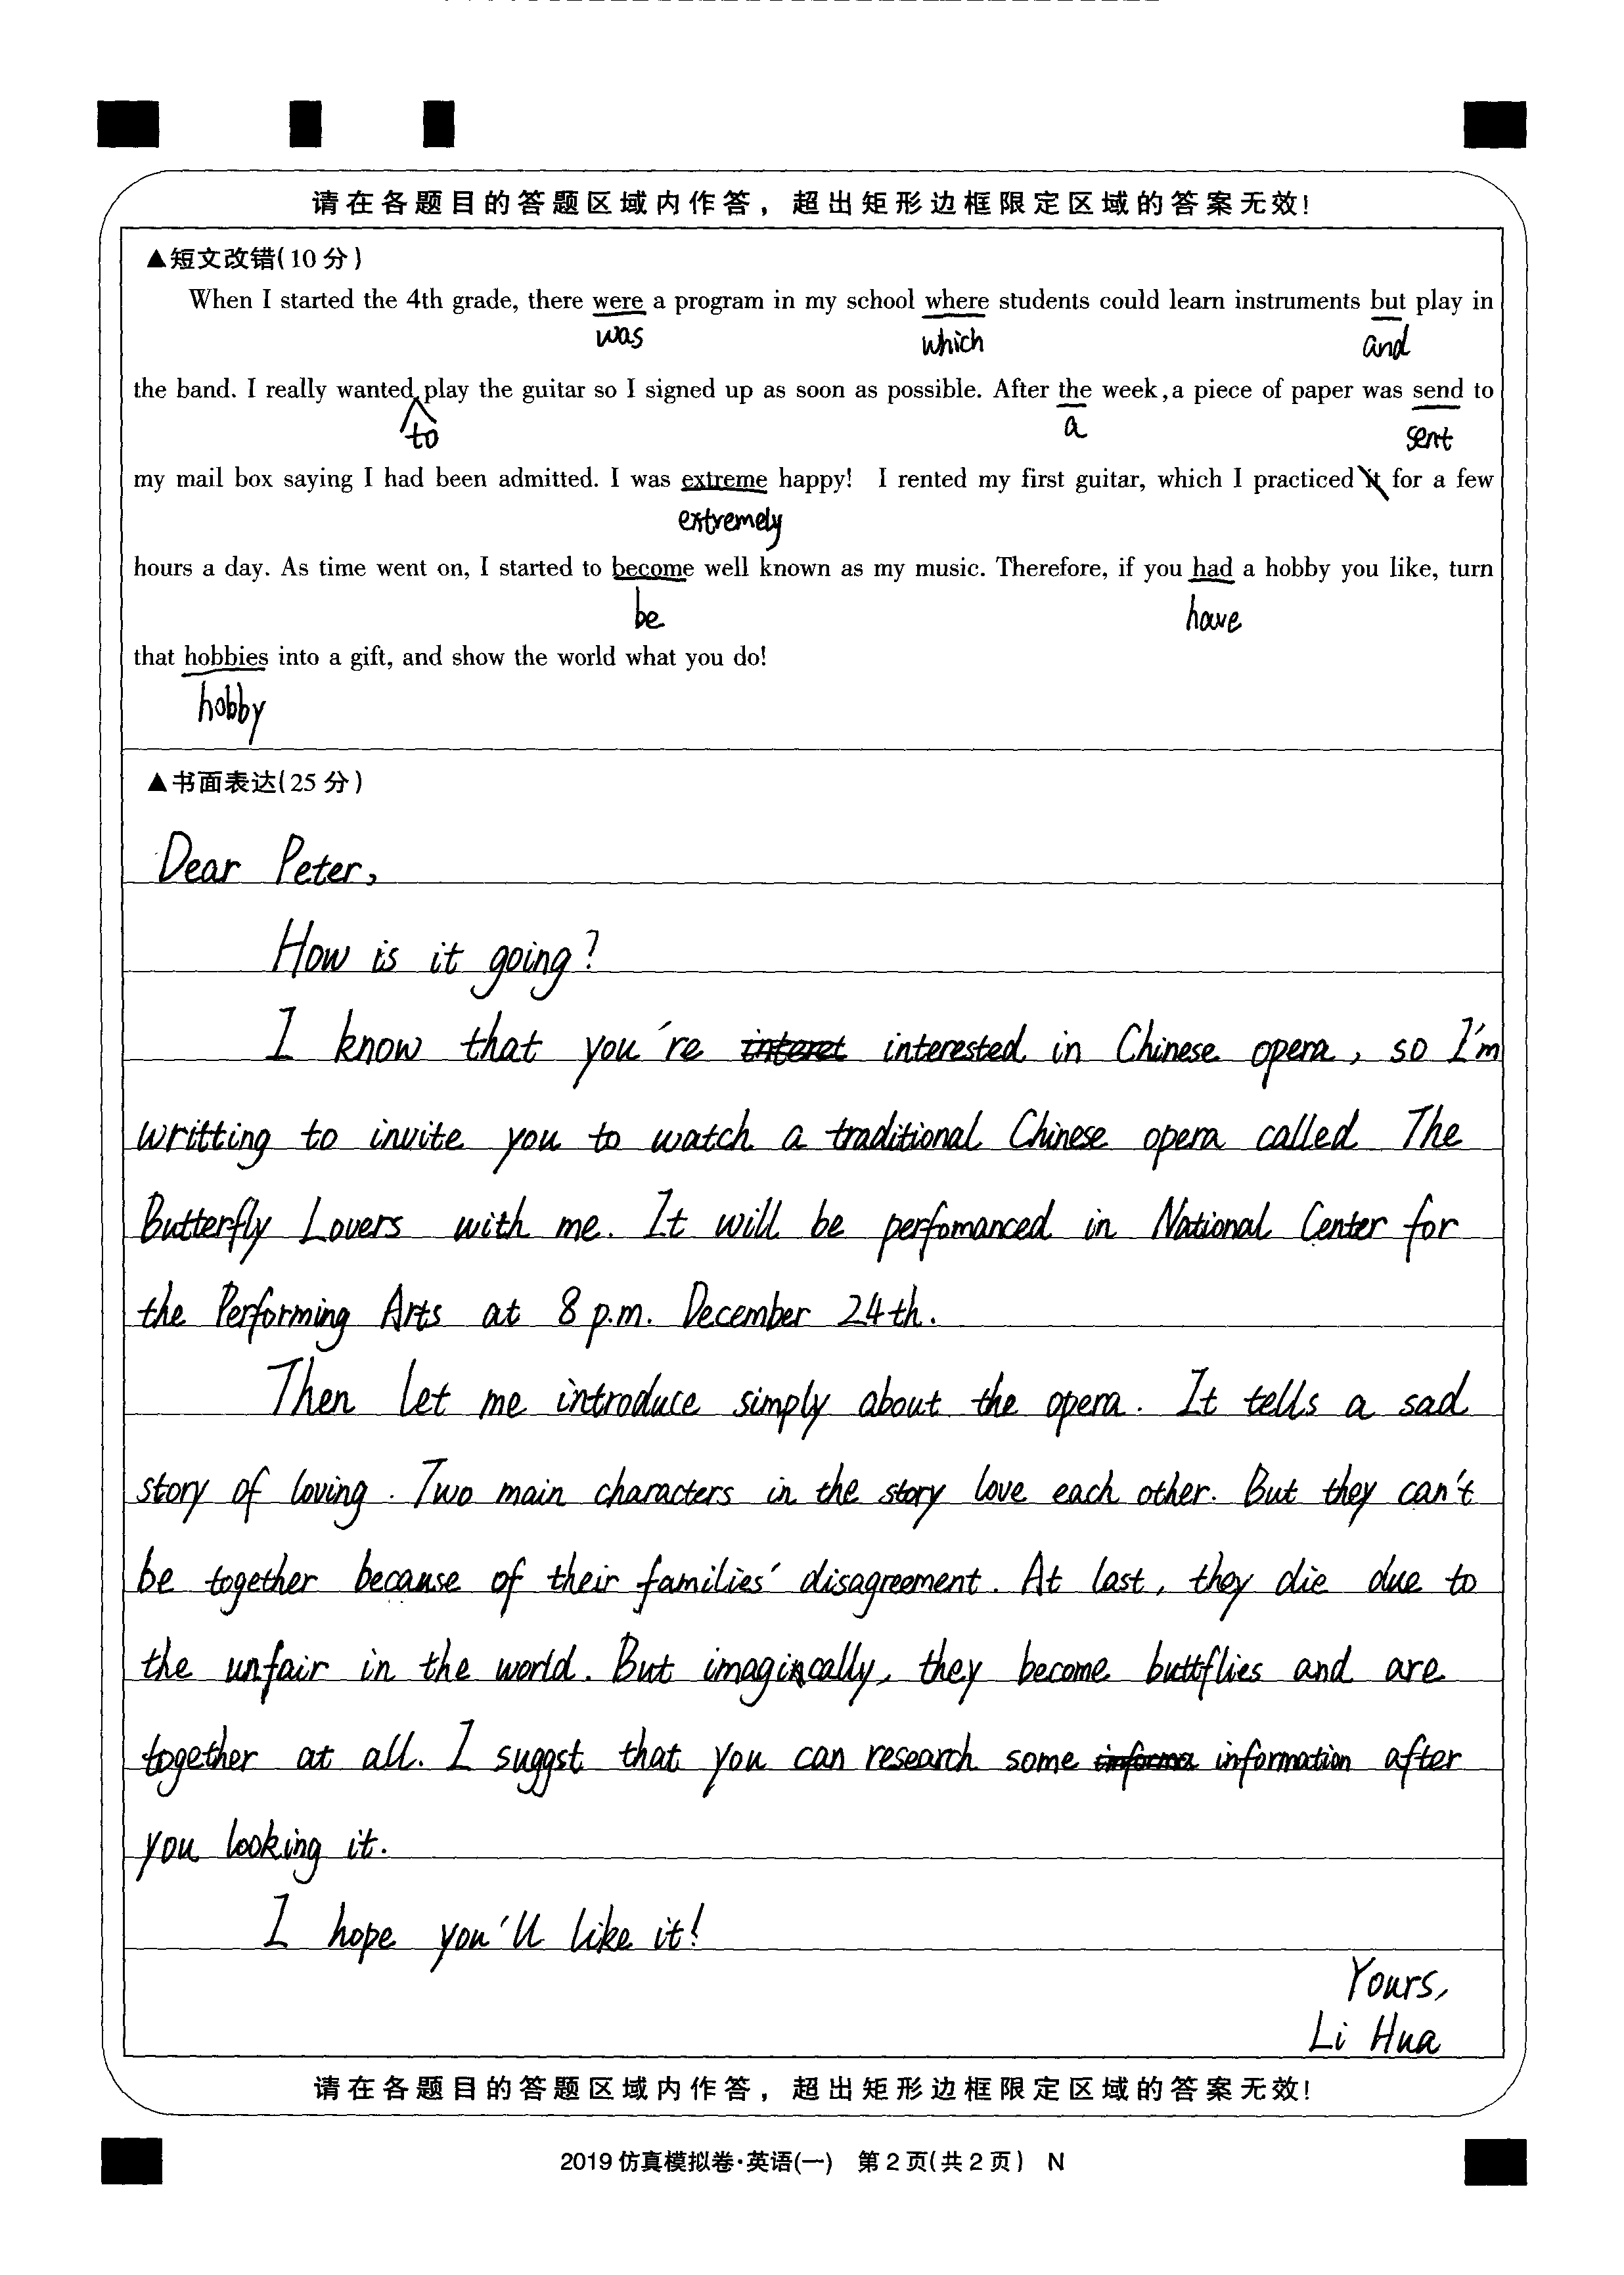 请在各题目的答题区域内作答，超出矩形边框限定区域的答案无效！
▲短文改错(10分)
When I started the 4th grade, there were a program in my school where students could learn instruments but play in
was which and
the band. I really wanted play the guitar so I signed up as soon as possible. After the week,a piece of paper was send to
to a sent
my mail box saying I had been admitted. I was extreme happy! I rented my first guitar, which I practiced it for a few
extremely
hours a day. As time went on, I started to become well known as my music. Therefore, if you had a hobby you like, turn
be have
that hobbies into a gift, and show the world what you do!
hobby
▲书面表达(25分)
Dear Peter,
How is it going?
I know that you're interet interested in Chinese opera, so I'm
writting to invite you to watch a traditional Chinese opera called The
Butterfly Lovers with me. It will be perfomanced in National Center for
the Performing Arts at 8 p.m. December 24th.
Then let me introduce simply about the opera. It tells a sad
story of loving. Two main characters in the story love each other. But they can't
be together because of their families' disagreement. At last, they die due to
the unfair in the world. But imagincally, they become buttflies and are
together at all. I suggst that you can research some informa information after
you looking it.
I hope you'll like it!
Yours,
Li Hua
请在各题目的答题区域内作答，超出矩形边框限定区域的答案无效！
2019仿真模拟卷·英语(一) 第2页(共2页) N